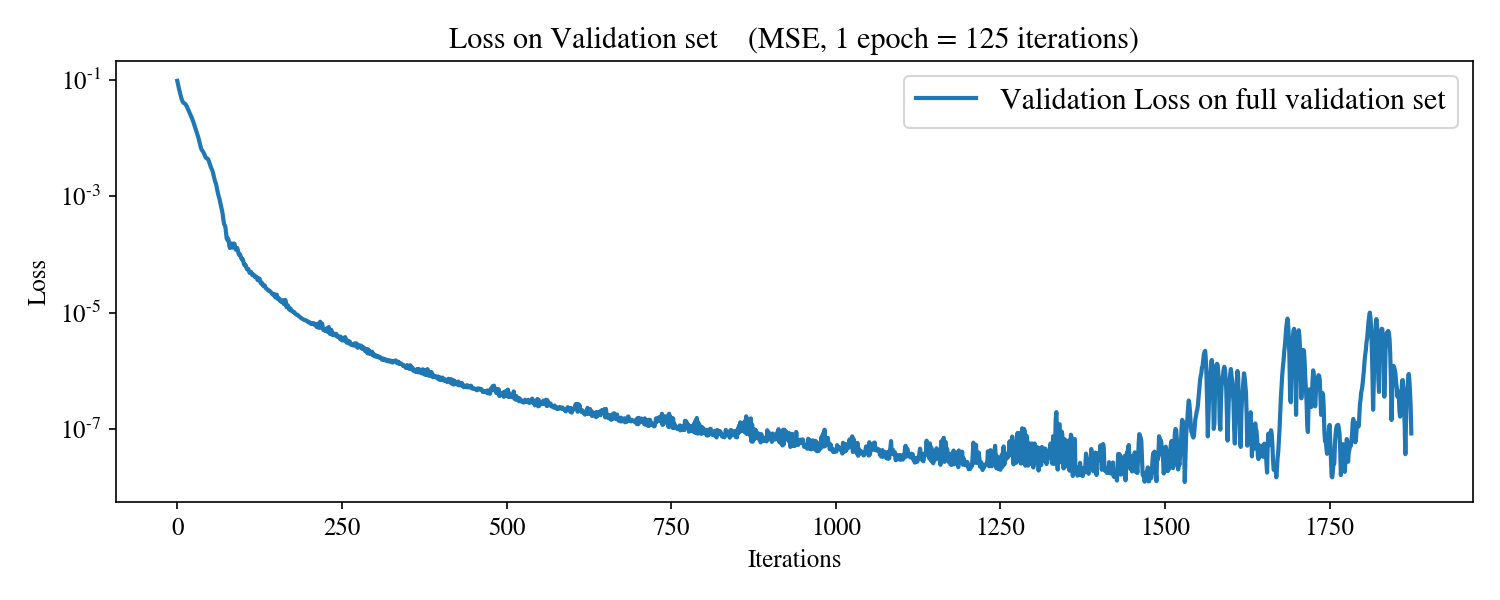 Loss on Validation set (MSE, 1 epoch = 125 iterations)
Validation Loss on full validation set
10⁻¹
10⁻³
10⁻⁵
10⁻⁷
Loss
0 250 500 750 1000 1250 1500 1750
Iterations